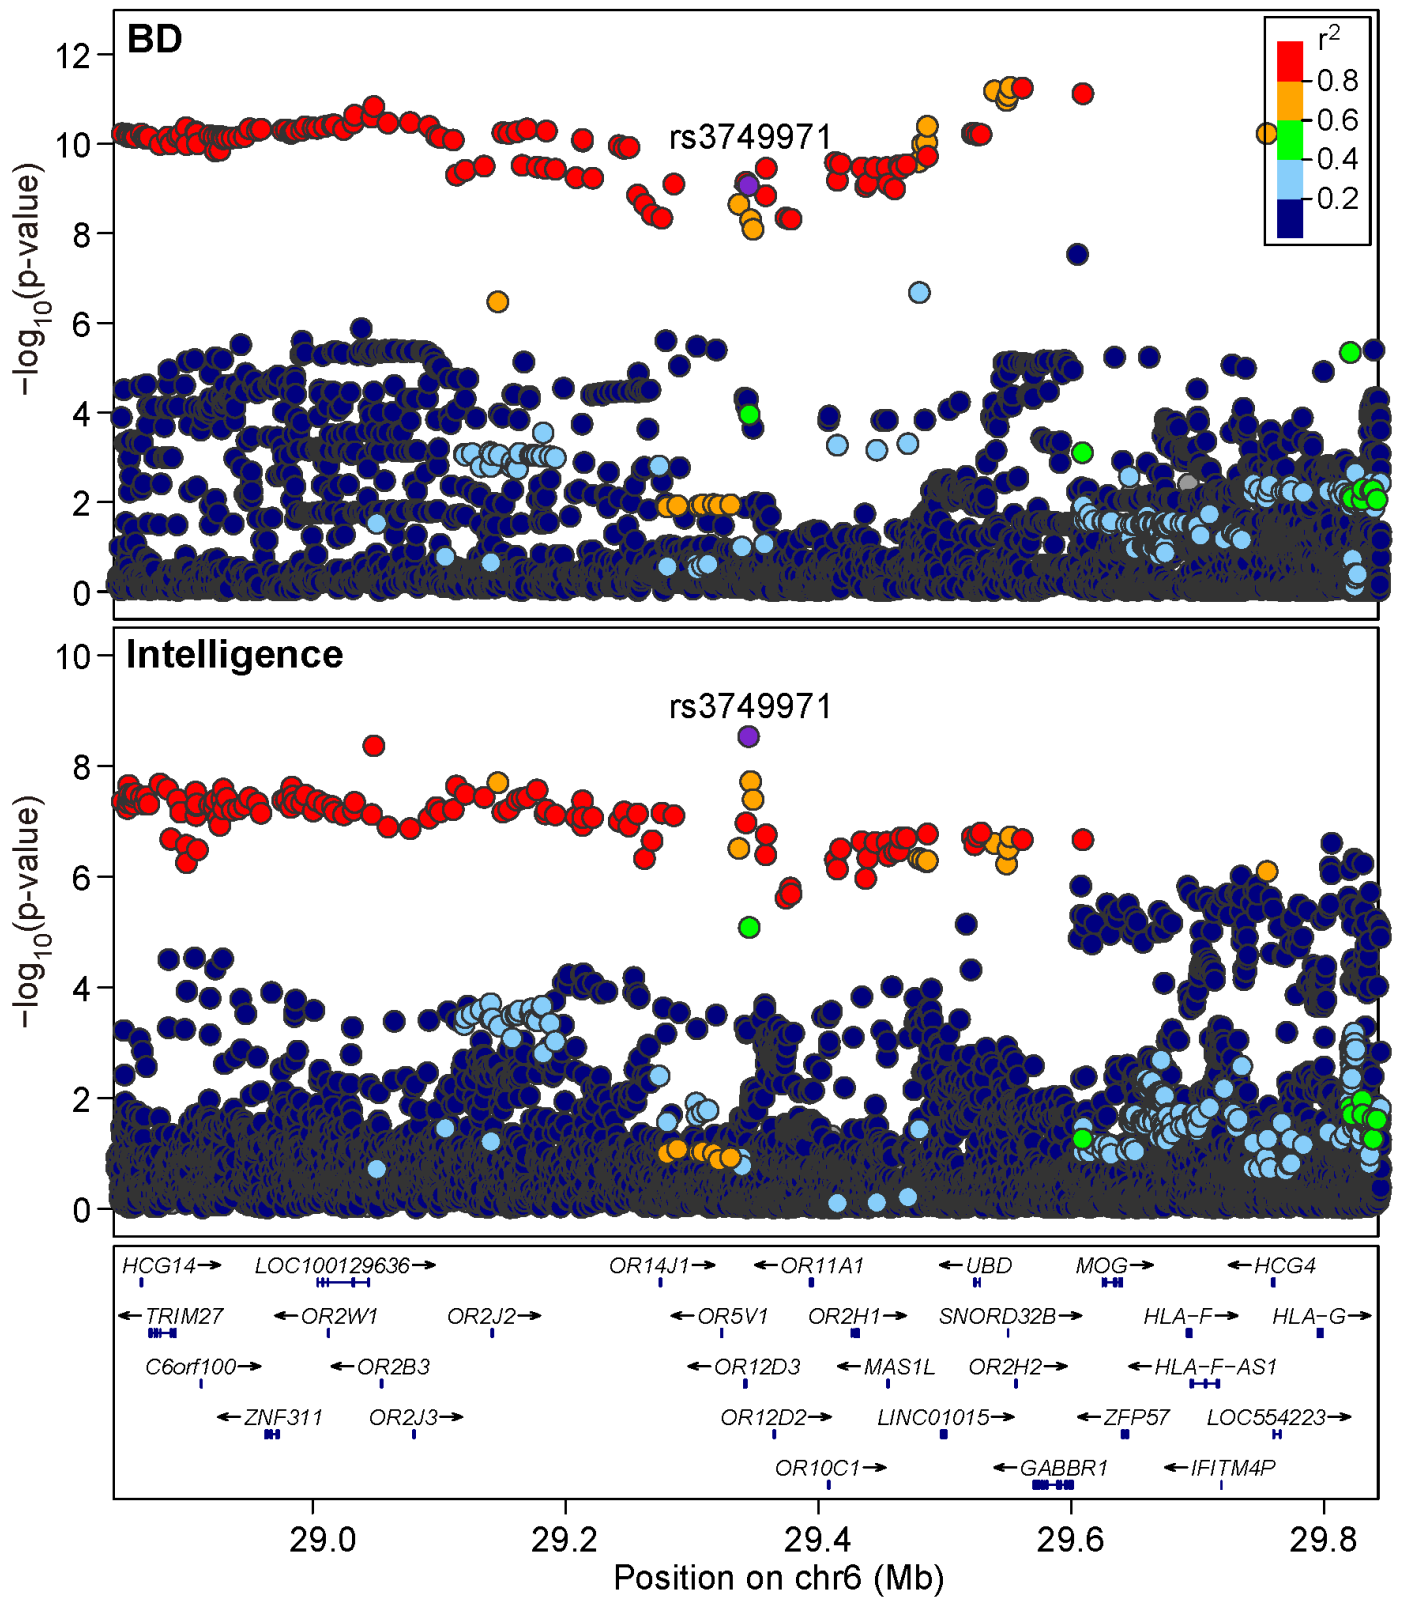 BD
r2
0.8
0.6
0.4
0.2
rs3749971
12
10
8
6
4
2
0
−log10(p-value)
Intelligence
rs3749971
10
8
6
4
2
0
−log10(p-value)
HCG14→ LOC100129636→ OR14J1→ ←OR11A1 ←UBD MOG→ ←HCG4
←TRIM27 ←OR2W1 OR2J2→ ←OR5V1 OR2H1→ SNORD32B→ HLA−F→ HLA−G→
C6orf100→ ←OR2B3 ←OR12D3 ←MAS1L OR2H2→ ←HLA−F−AS1
←ZNF311 OR2J3→ OR12D2→ LINC01015→ ←ZFP57 LOC554223→
OR10C1→ ←GABBR1 ←IFITM4P
29.0 29.2 29.4 29.6 29.8
Position on chr6 (Mb)